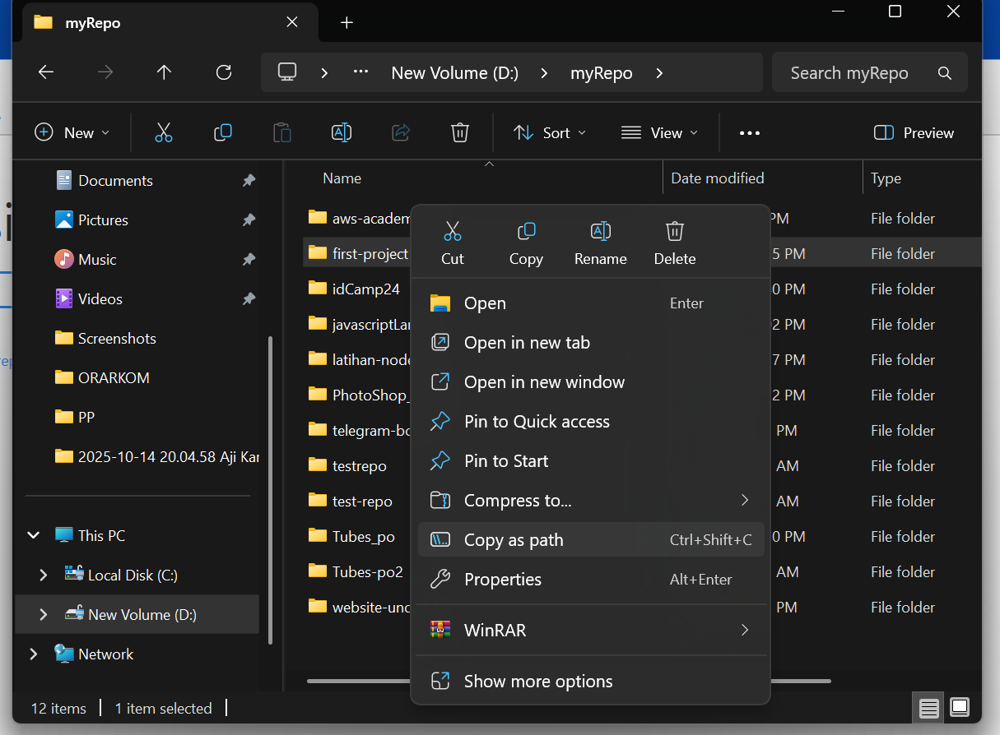 myRepo
New Volume (D:)
myRepo
Search myRepo
New
Sort
View
Preview
Documents
Pictures
Music
Videos
Screenshots
ORARKOM
PP
2025-10-14 20.04.58 Aji Kar
This PC
Local Disk (C:)
New Volume (D:)
Network
Name Date modified Type
aws-academ PM File folder
first-project 5 PM File folder
idCamp24 0 PM File folder
javascriptLan 2 PM File folder
latihan-node 7 PM File folder
PhotoShop_ 2 PM File folder
telegram-bo PM File folder
testrepo AM File folder
test-repo AM File folder
Tubes_po 0 PM File folder
Tubes-po2 AM File folder
website-und PM File folder
Cut Copy Rename Delete
Open Enter
Open in new tab
Open in new window
Pin to Quick access
Pin to Start
Compress to...
Copy as path Ctrl+Shift+C
Properties Alt+Enter
WinRAR
Show more options
12 items 1 item selected